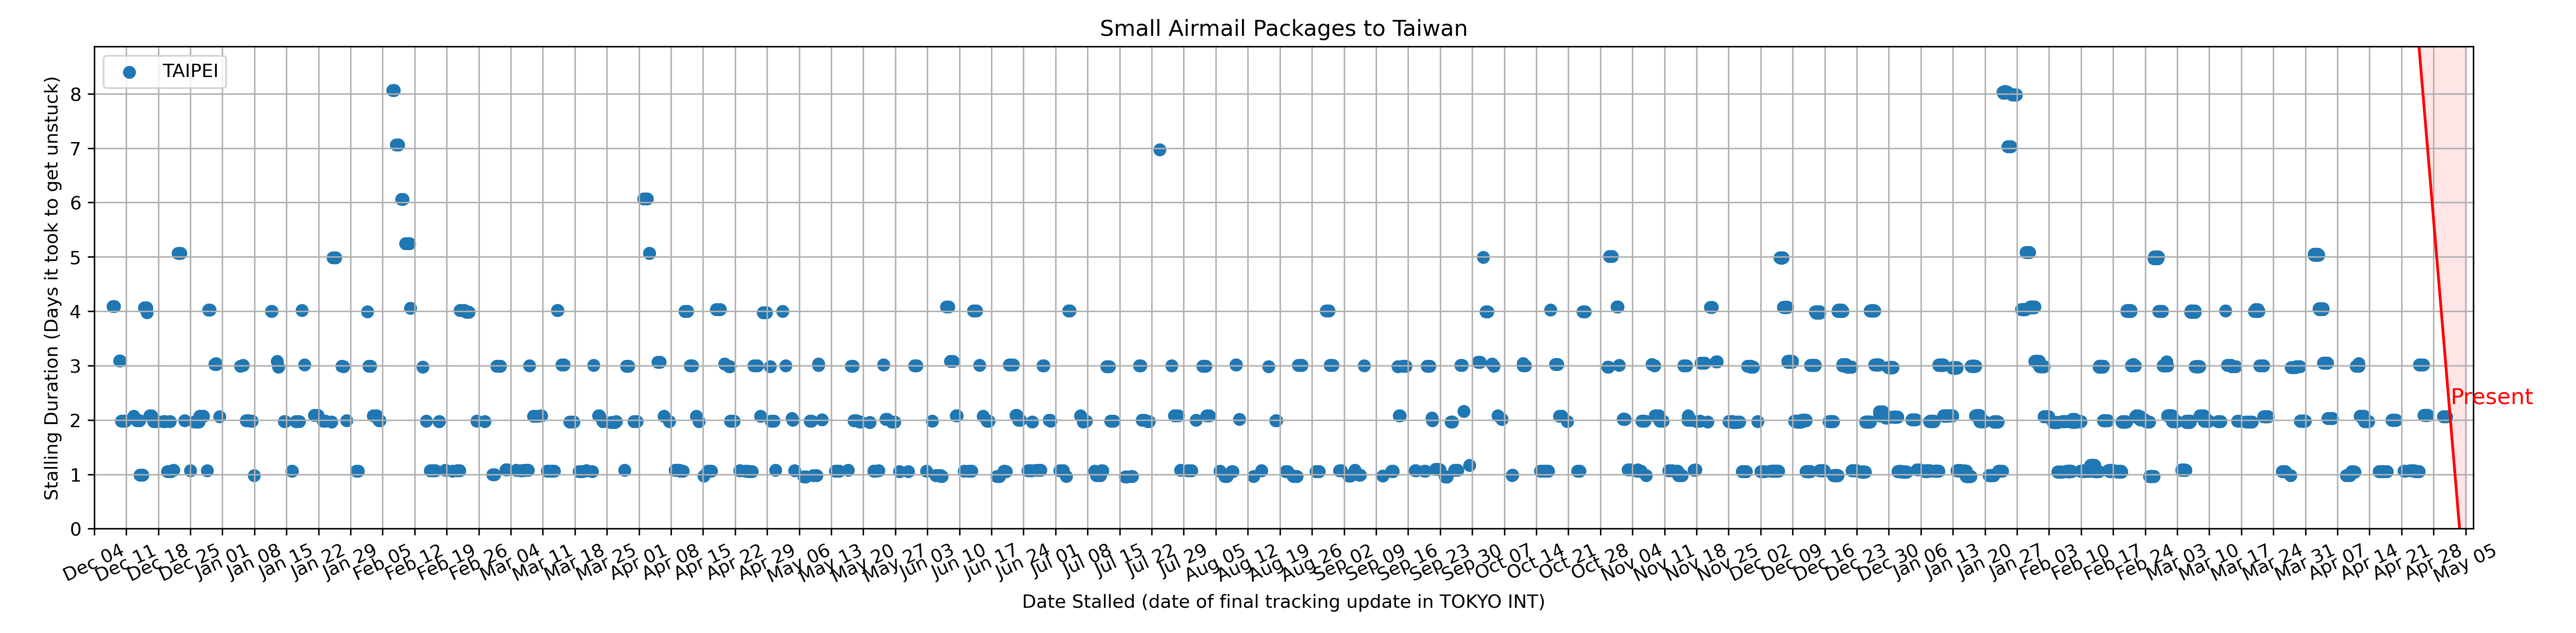 Small Airmail Packages to Taiwan
TAIPEI
Stalling Duration (Days it took to get unstuck)
8
7
6
5
4
3
2
1
0
Present
Dec 04
Dec 11
Dec 18
Dec 25
Jan 01
Jan 08
Jan 15
Jan 22
Jan 29
Feb 05
Feb 12
Feb 19
Feb 26
Mar 04
Mar 11
Mar 18
Mar 25
Apr 01
Apr 08
Apr 15
Apr 22
Apr 29
May 06
May 13
May 20
May 27
Jun 03
Jun 10
Jun 17
Jun 24
Jul 01
Jul 08
Jul 15
Jul 22
Jul 29
Aug 05
Aug 12
Aug 19
Aug 26
Sep 02
Sep 09
Sep 16
Sep 23
Sep 30
Oct 07
Oct 14
Oct 21
Oct 28
Nov 04
Nov 11
Nov 18
Nov 25
Dec 02
Dec 09
Dec 16
Dec 23
Dec 30
Jan 06
Jan 13
Jan 20
Jan 27
Feb 03
Feb 10
Feb 17
Feb 24
Mar 03
Mar 10
Mar 17
Mar 24
Mar 31
Apr 07
Apr 14
Apr 21
Apr 28
May 05
Date Stalled (date of final tracking update in TOKYO INT)